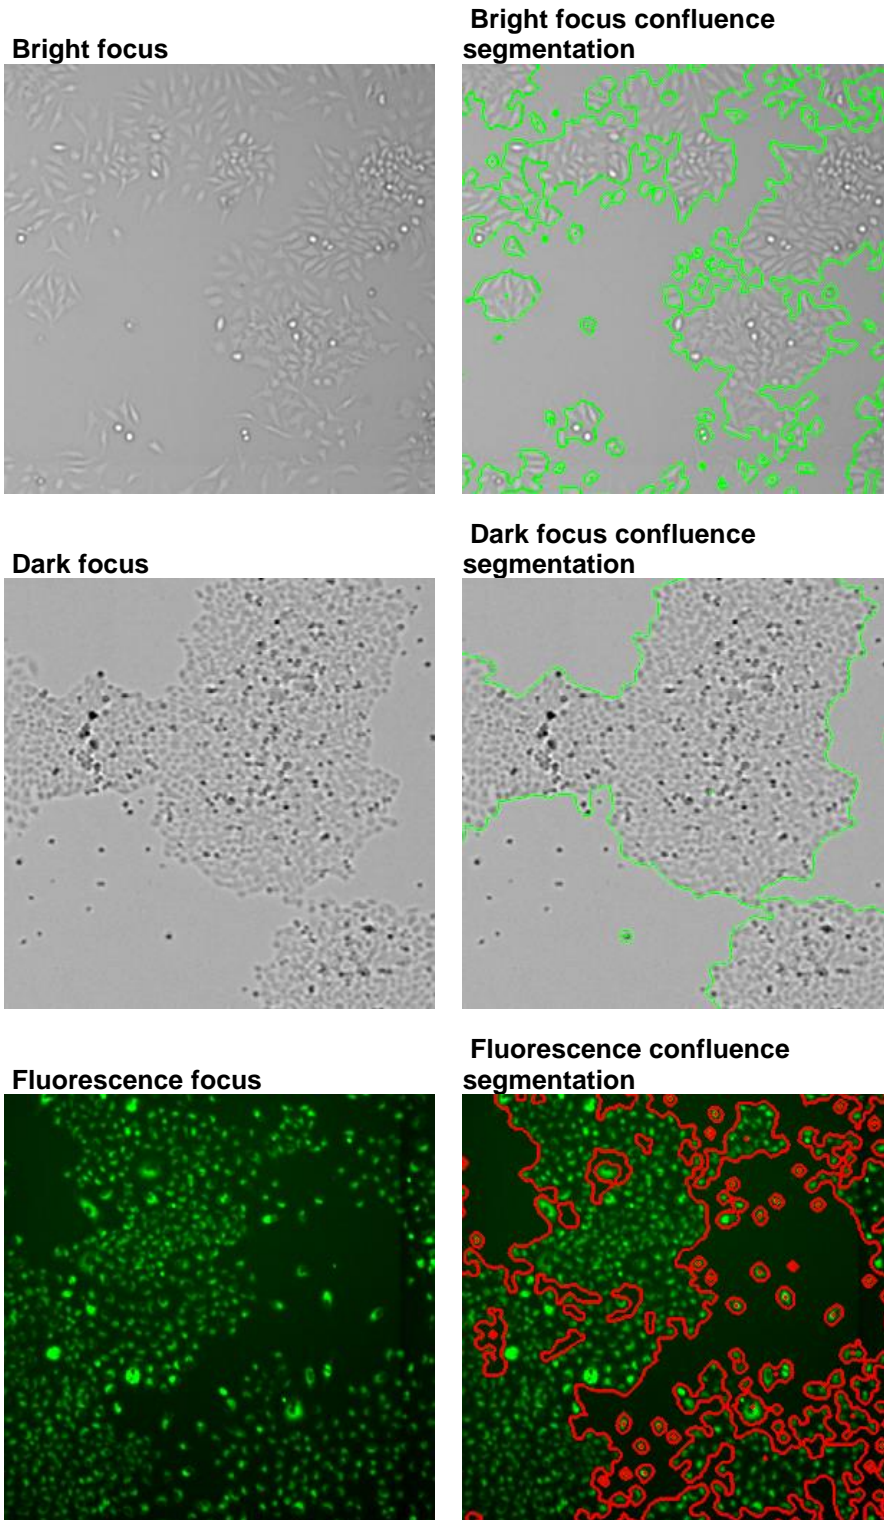 Bright focus
Bright focus confluence
segmentation
Dark focus
Dark focus confluence
segmentation
Fluorescence focus
Fluorescence confluence
segmentation